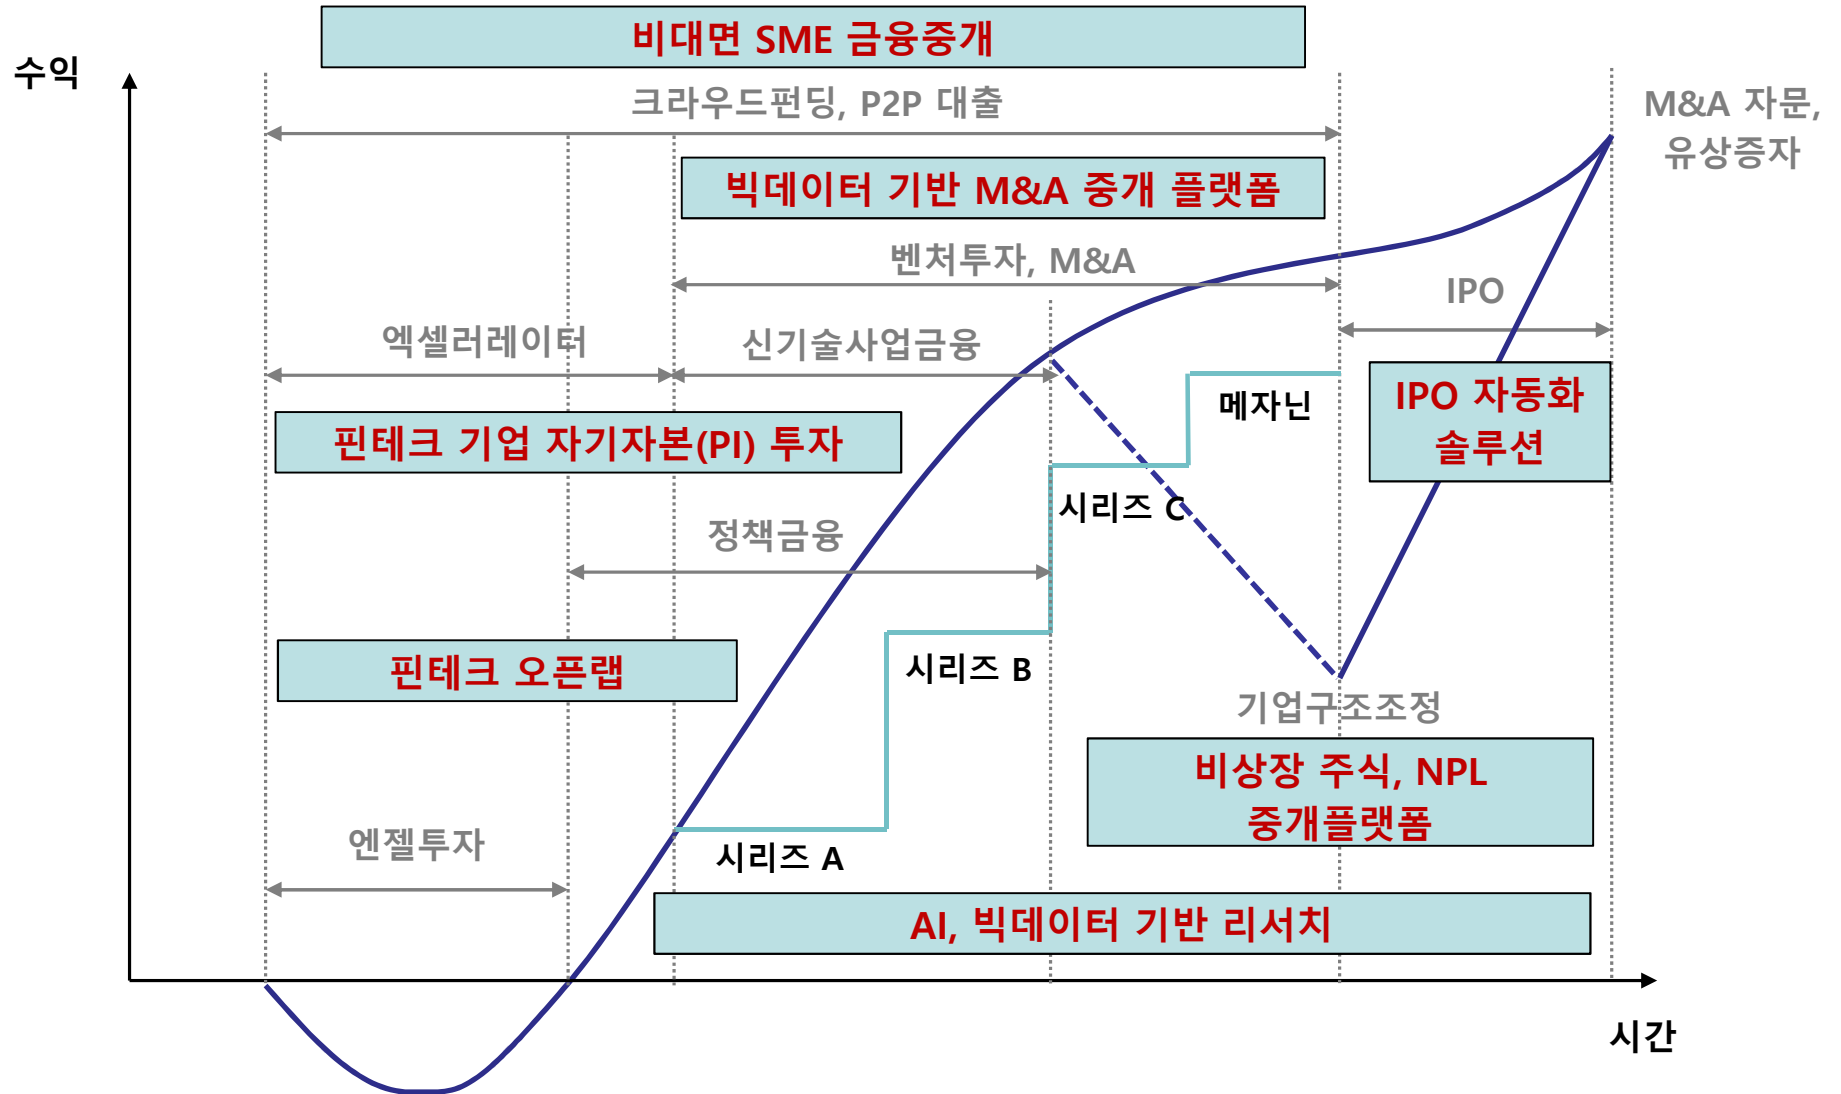 비대면 SME 금융중개
수익
크라우드펀딩, P2P 대출
M&A 자문,
유상증자
빅데이터 기반 M&A 중개 플랫폼
벤처투자, M&A
IPO
엑셀러레이터
신기술사업금융
메자닌
IPO 자동화
솔루션
핀테크 기업 자기자본(PI) 투자
시리즈 C
정책금융
핀테크 오픈랩
시리즈 B
기업구조조정
비상장 주식, NPL
중개플랫폼
엔젤투자
시리즈 A
AI, 빅데이터 기반 리서치
시간